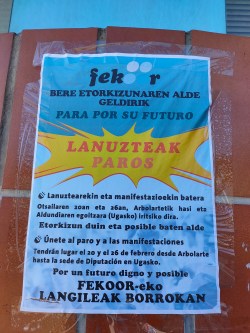 fekoor
BERE ETORKIZUNAREN ALDE
GELDIRIK
PARA POR SU FUTURO
LANUZTEAK
PAROS
Lanuztearekin eta manifestazioekin batera
Otsailaren 20an eta 26an, Arbolartetik hasi eta
Aldundiaren egoitzara (Ugasko) iritsiko dira.
Etorkizun duin eta posible baten alde
Únete al paro y a las manifestaciones
Tendrán lugar el 20 y el 26 de febrero desde Arbolarte
hasta la sede de Diputación en Ugasko.
Por un futuro digno y posible
FEKOOR-eko
LANGILEAK BORROKAN